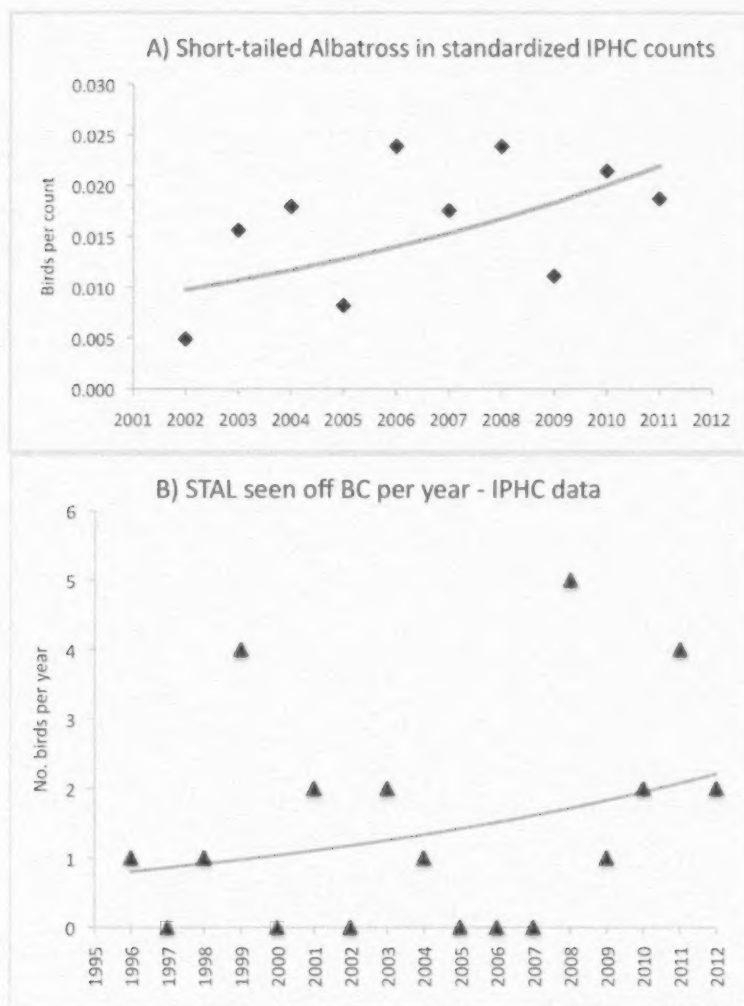 A) Short-tailed Albatross in standardized IPHC counts
0.030
0.025
0.020
0.015
0.010
0.005
0.000
Birds per count
2001 2002 2003 2004 2005 2006 2007 2008 2009 2010 2011 2012
B) STAL seen off BC per year - IPHC data
6
5
4
3
2
1
0
No. birds per year
1995 1996 1997 1998 1999 2000 2001 2002 2003 2004 2005 2006 2007 2008 2009 2010 2011 2012